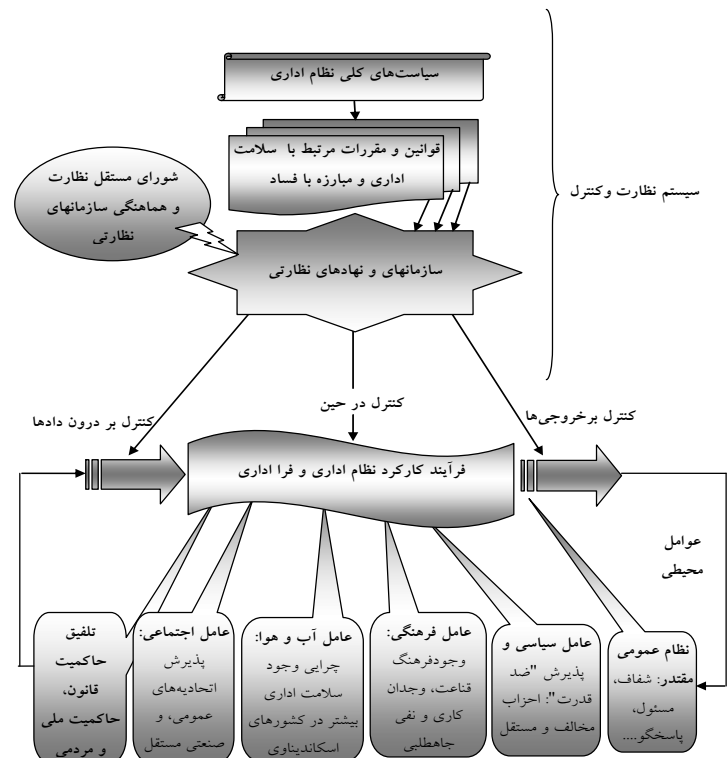 سیاست‌های کلی نظام اداری
قوانین و مقررات مرتبط با سلامت
اداری و مبارزه با فساد
شورای مستقل نظارت
و هماهنگی سازمانهای
نظارتی
سیستم نظارت وکنترل
سازمانهای و نهادهای نظارتی
کنترل بر درون دادها
کنترل در حین
کنترل برخروجی‌ها
فرآیند کارکرد نظام اداری و فرا اداری
عوامل
محیطی
نظام عمومی
مقتدر: شفاف،
مسئول،
پاسخگو....
عامل سیاسی و
پذیرش "ضد
قدرت": احزاب
مخالف و مستقل
عامل فرهنگی:
وجودفرهنگ
قناعت، وجدان
کاری و نفی
جاهطلبی
عامل آب و هوا:
چرایی وجود
سلامت اداری
بیشتر در کشورهای
اسکاندیناوی
عامل اجتماعی:
پذیرش
اتحادیه‌های
عمومی، و
صنعتی مستقل
تلفیق
حاکمیت
قانون،
حاکمیت ملی
و مردمی